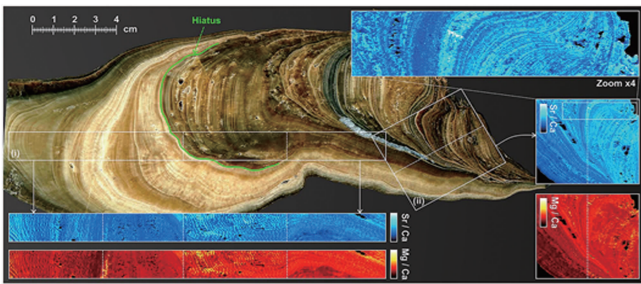 0 1 2 3 4
cm
Hiatus
Zoom x4
(i)
(ii)
Sr / Ca
Mg / Ca
Sr / Ca
Mg / Ca